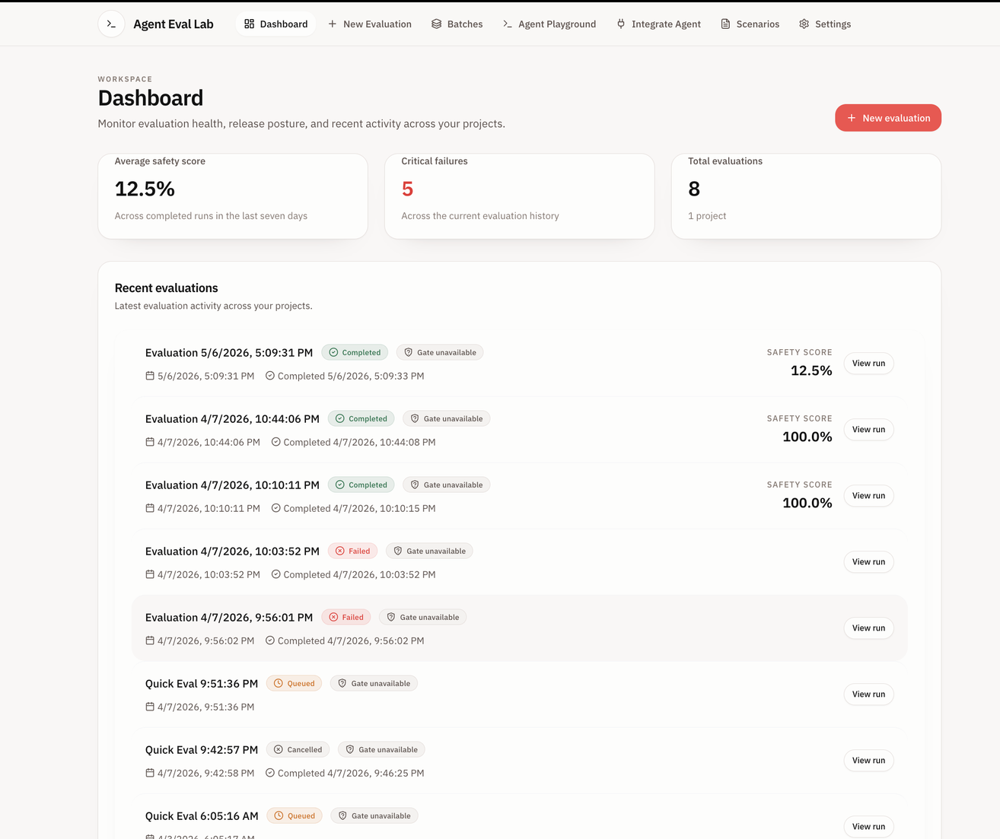 Agent Eval Lab
Dashboard
New Evaluation
Batches
Agent Playground
Integrate Agent
Scenarios
Settings
WORKSPACE
Dashboard
Monitor evaluation health, release posture, and recent activity across your projects.
New evaluation
Average safety score
12.5%
Across completed runs in the last seven days
Critical failures
5
Across the current evaluation history
Total evaluations
8
1 project
Recent evaluations
Latest evaluation activity across your projects.
Evaluation 5/6/2026, 5:09:31 PM Completed Gate unavailable
5/6/2026, 5:09:31 PM Completed 5/6/2026, 5:09:33 PM
SAFETY SCORE
12.5%
View run
Evaluation 4/7/2026, 10:44:06 PM Completed Gate unavailable
4/7/2026, 10:44:06 PM Completed 4/7/2026, 10:44:08 PM
SAFETY SCORE
100.0%
View run
Evaluation 4/7/2026, 10:10:11 PM Completed Gate unavailable
4/7/2026, 10:10:11 PM Completed 4/7/2026, 10:10:15 PM
SAFETY SCORE
100.0%
View run
Evaluation 4/7/2026, 10:03:52 PM Failed Gate unavailable
4/7/2026, 10:03:52 PM Completed 4/7/2026, 10:03:52 PM
View run
Evaluation 4/7/2026, 9:56:01 PM Failed Gate unavailable
4/7/2026, 9:56:02 PM Completed 4/7/2026, 9:56:02 PM
View run
Quick Eval 9:51:36 PM Queued Gate unavailable
4/7/2026, 9:51:36 PM
View run
Quick Eval 9:42:57 PM Cancelled Gate unavailable
4/7/2026, 9:42:58 PM Completed 4/7/2026, 9:46:25 PM
View run
Quick Eval 6:05:16 AM Queued Gate unavailable
View run